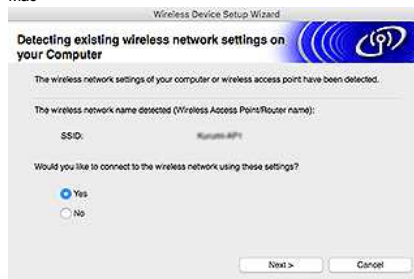 Mac
Wireless Device Setup Wizard
Detecting existing wireless network settings on
your Computer
The wireless network settings of your computer or wireless access point have been detected.
The wireless network name detected (Wireless Access Point/Router name):
SSID:
Would you like to connect to the wireless network using these settings?
Yes
No
Next >
Cancel